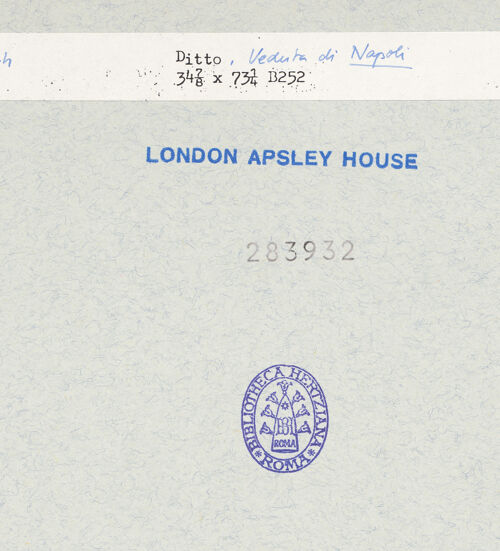 Ditto, Veduta di Napoli
34⅞ x 73¼ B252
LONDON APSLEY HOUSE
283932
BIBLIOTHECA HERTZIANA
ROMA
ROMA